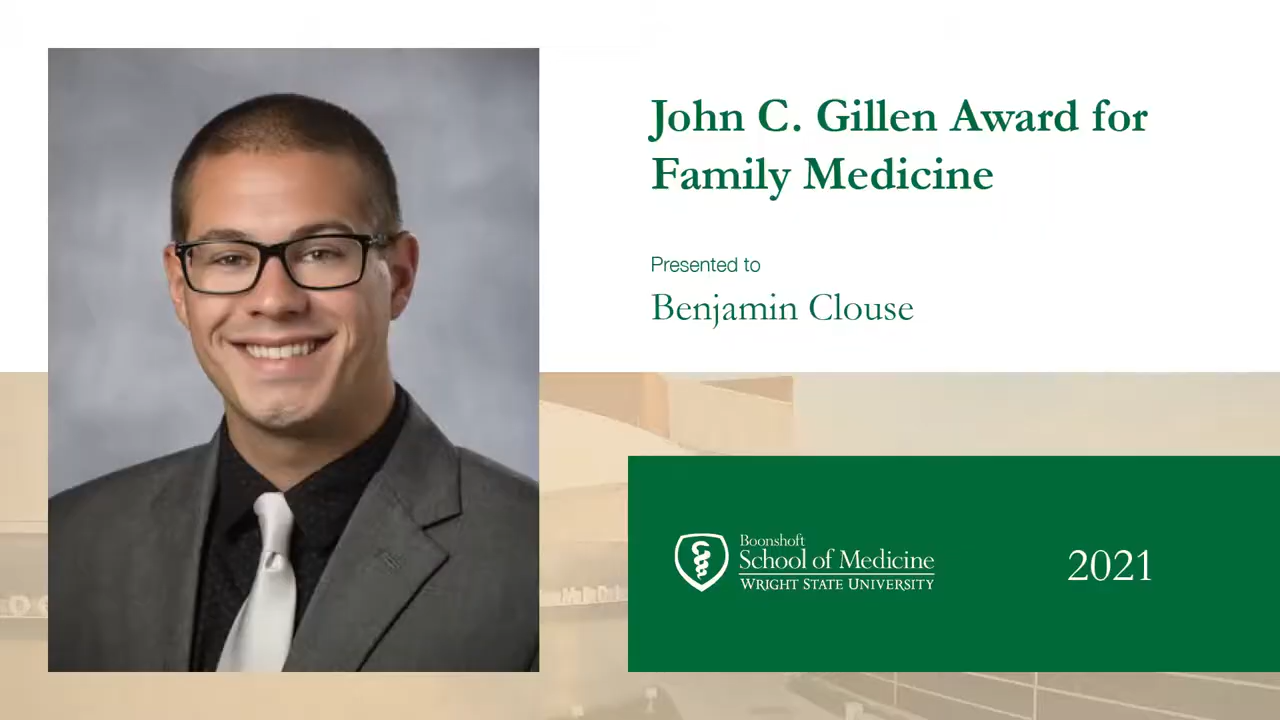 John C. Gillen Award for
Family Medicine
Presented to
Benjamin Clouse
Boonshoft
School of Medicine
WRIGHT STATE UNIVERSITY
2021